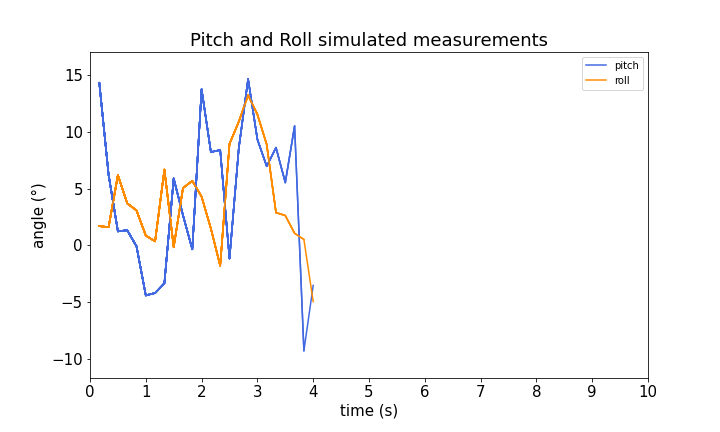 Pitch and Roll simulated measurements
pitch
roll
15
10
5
0
−5
−10
angle (°)
0 1 2 3 4 5 6 7 8 9 10
time (s)